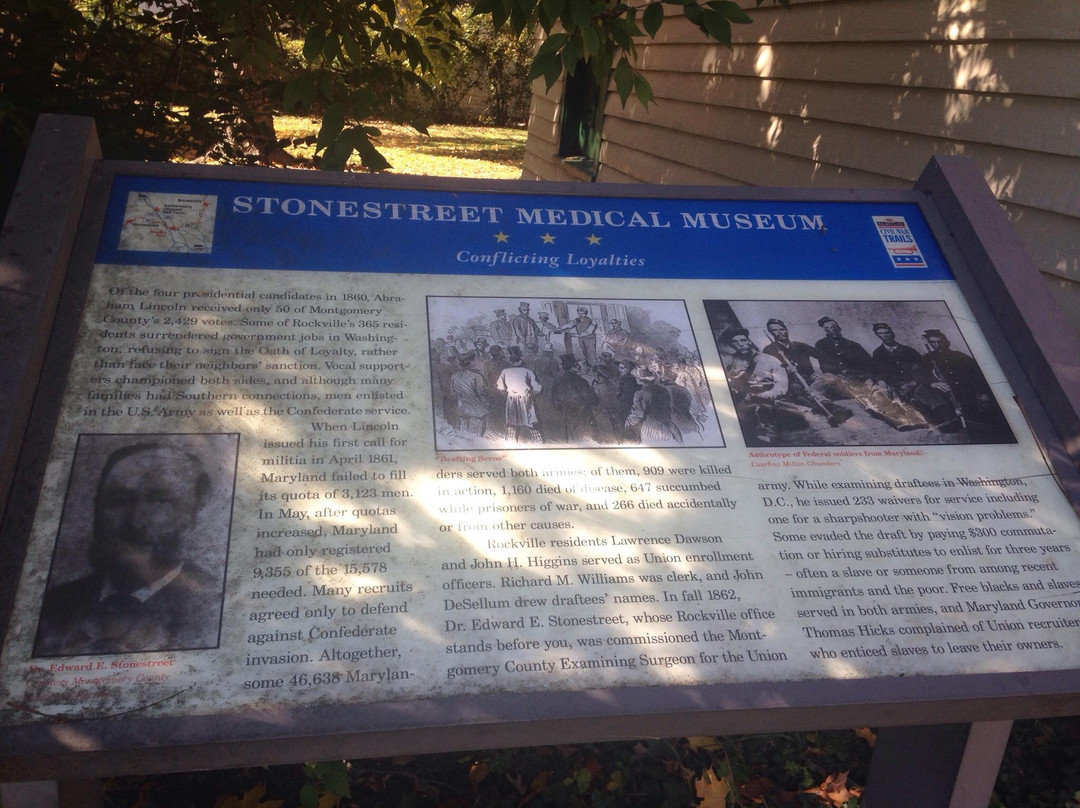 STONESTREET MEDICAL MUSEUM
Conflicting Loyalties
CIVIL WAR
TRAILS
Of the four presidential candidates in 1860, Abra-
ham Lincoln received only 50 of Montgomery
County's 2,429 votes. Some of Rockville's 365 resi-
dents surrendered government jobs in Washing-
ton, refusing to sign the Oath of Loyalty, rather
than face their neighbors' sanction. Vocal support-
ers championed both sides, and although many
families had Southern connections, men enlisted
in the U.S. Army as well as the Confederate service.
When Lincoln
issued his first call for
militia in April 1861,
Maryland failed to fill
its quota of 3,123 men.
In May, after quotas
increased, Maryland
had only registered
9,355 of the 15,578
needed. Many recruits
agreed only to defend
against Confederate
invasion. Altogether,
some 46,638 Marylan-
Dr. Edward E. Stonestreet
Montgomery County
"Drafting Scene"
ders served both armies; of them, 909 were killed
in action, 1,160 died of disease, 647 succumbed
while prisoners of war, and 266 died accidentally
or from other causes.
Rockville residents Lawrence Dawson
and John H. Higgins served as Union enrollment
officers. Richard M. Williams was clerk, and John
DeSellum drew draftees' names. In fall 1862,
Dr. Edward E. Stonestreet, whose Rockville office
stands before you, was commissioned the Mont-
gomery County Examining Surgeon for the Union
Ambrotype of Federal soldiers from Maryland.
Courtesy Milton Chambers
army. While examining draftees in Washington,
D.C., he issued 233 waivers for service including
one for a sharpshooter with "vision problems."
Some evaded the draft by paying $300 commuta-
tion or hiring substitutes to enlist for three years
– often a slave or someone from among recent
immigrants and the poor. Free blacks and slaves
served in both armies, and Maryland Governor
Thomas Hicks complained of Union recruiters
who enticed slaves to leave their owners.